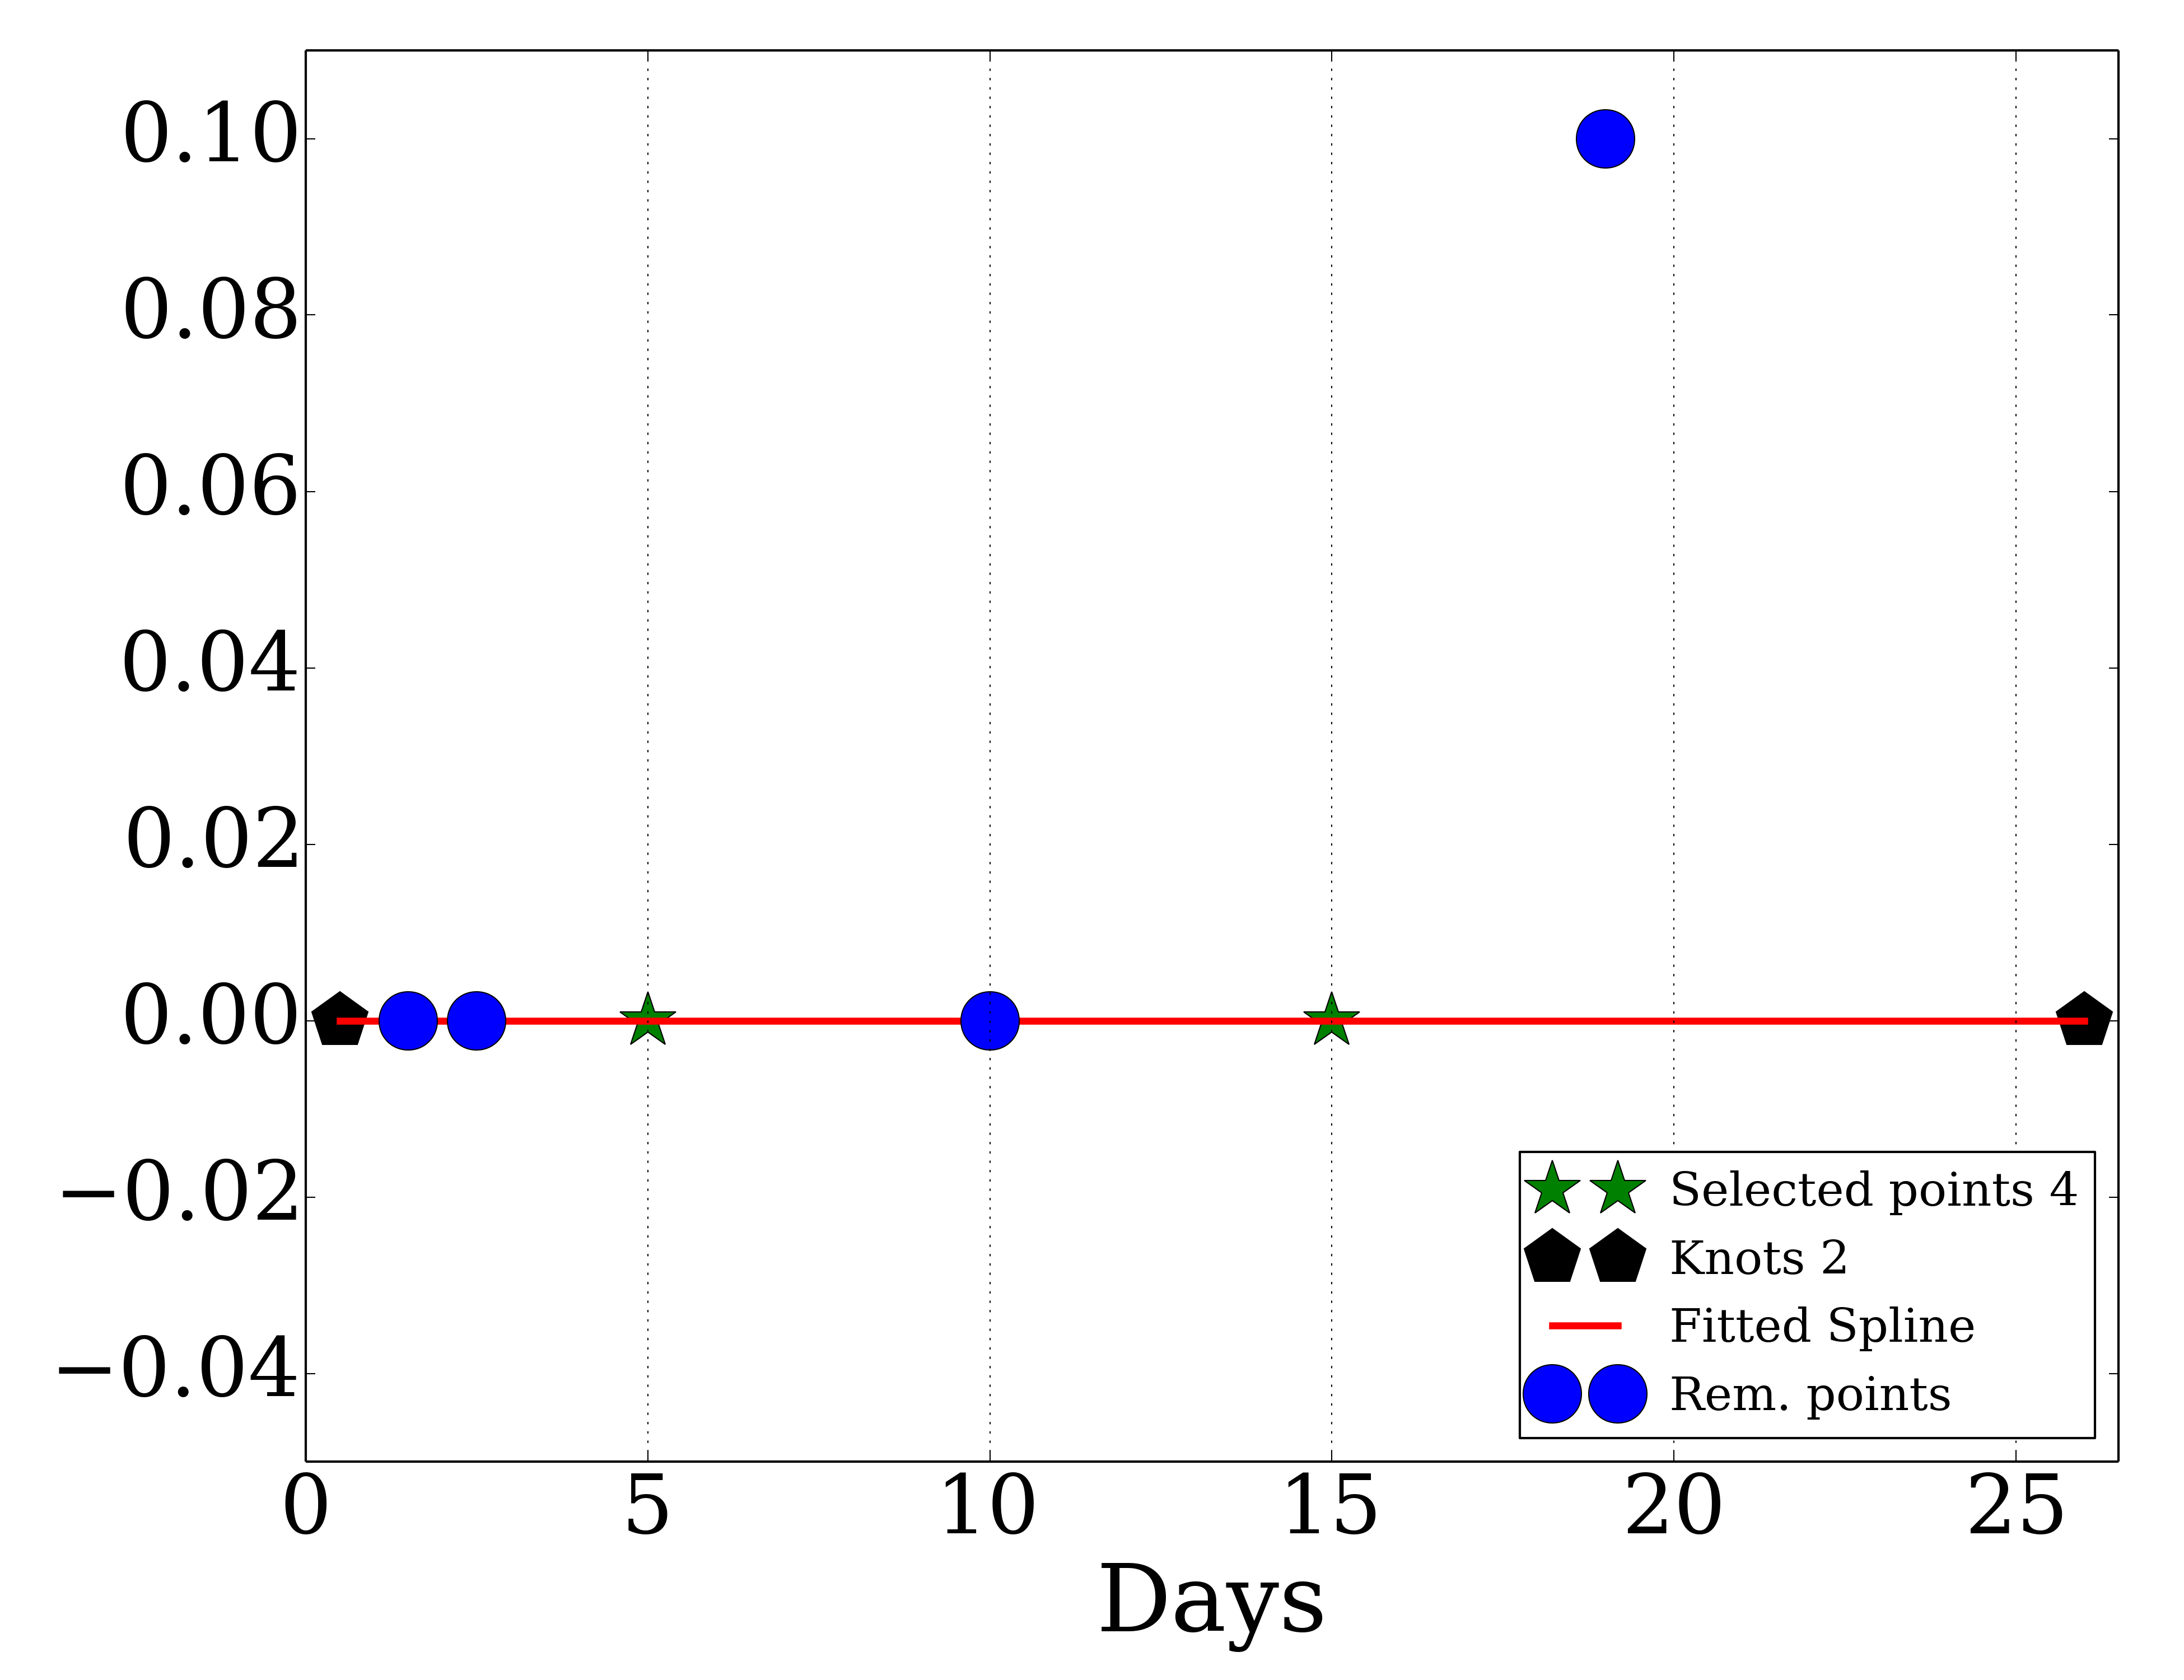 0.10
0.08
0.06
0.04
0.02
0.00
−0.02
−0.04
0 5 10 15 20 25
Days
Selected points 4
Knots 2
Fitted Spline
Rem. points